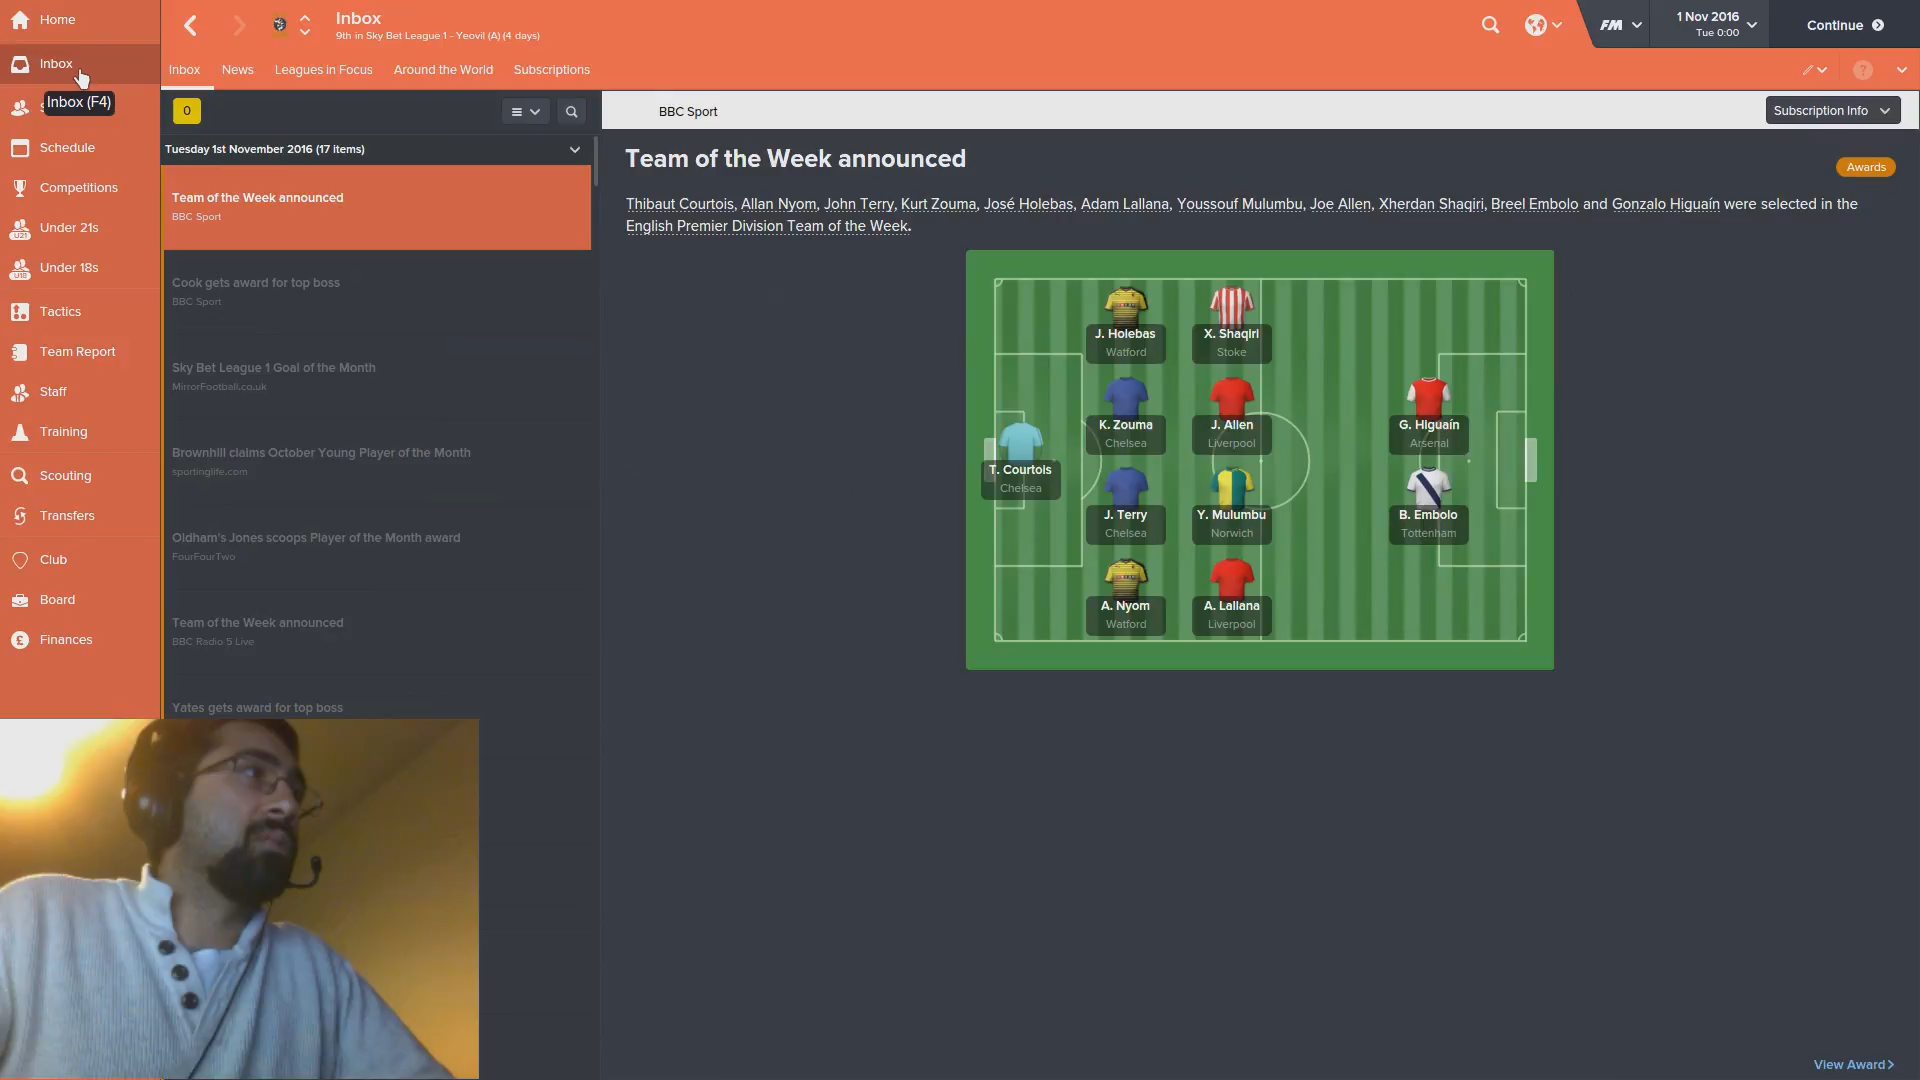 Home
Inbox
Inbox (F4)
S
Schedule
Competitions
Under 21s
Under 18s
Tactics
Team Report
Staff
Training
Scouting
Transfers
Club
Board
Finances
Inbox
9th in Sky Bet League 1 - Yeovil (A) (4 days)
FM
1 Nov 2016
Tue 0:00
Continue
Inbox News Leagues in Focus Around the World Subscriptions
0
Tuesday 1st November 2016 (17 items)
Team of the Week announced
BBC Sport
Cook gets award for top boss
BBC Sport
Sky Bet League 1 Goal of the Month
MirrorFootball.co.uk
Brownhill claims October Young Player of the Month
sportinglife.com
Oldham's Jones scoops Player of the Month award
FourFourTwo
Team of the Week announced
BBC Radio 5 Live
Yates gets award for top boss
BBC Sport
Subscription Info
Team of the Week announced
Awards
Thibaut Courtois, Allan Nyom, John Terry, Kurt Zouma, José Holebas, Adam Lallana, Youssouf Mulumbu, Joe Allen, Xherdan Shaqiri, Breel Embolo and Gonzalo Higuaín were selected in the
English Premier Division Team of the Week.
J. Holebas
Watford
X. Shaqiri
Stoke
K. Zouma
Chelsea
J. Allen
Liverpool
G. Higuaín
Arsenal
T. Courtois
Chelsea
J. Terry
Chelsea
Y. Mulumbu
Norwich
B. Embolo
Tottenham
A. Nyom
Watford
A. Lallana
Liverpool
View Award >